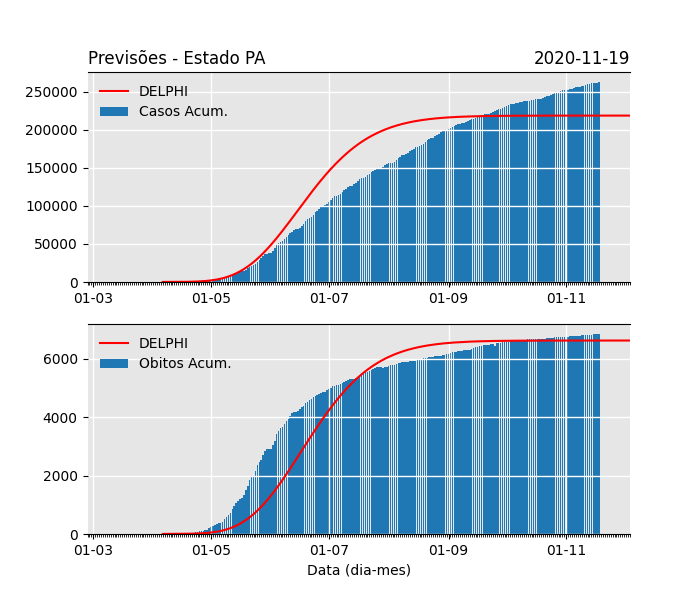 Previsões - Estado PA 2020-11-19
DELPHI
Casos Acum.
250000
200000
150000
100000
50000
0
01-03 01-05 01-07 01-09 01-11
DELPHI
Obitos Acum.
6000
4000
2000
0
01-03 01-05 01-07 01-09 01-11
Data (dia-mes)